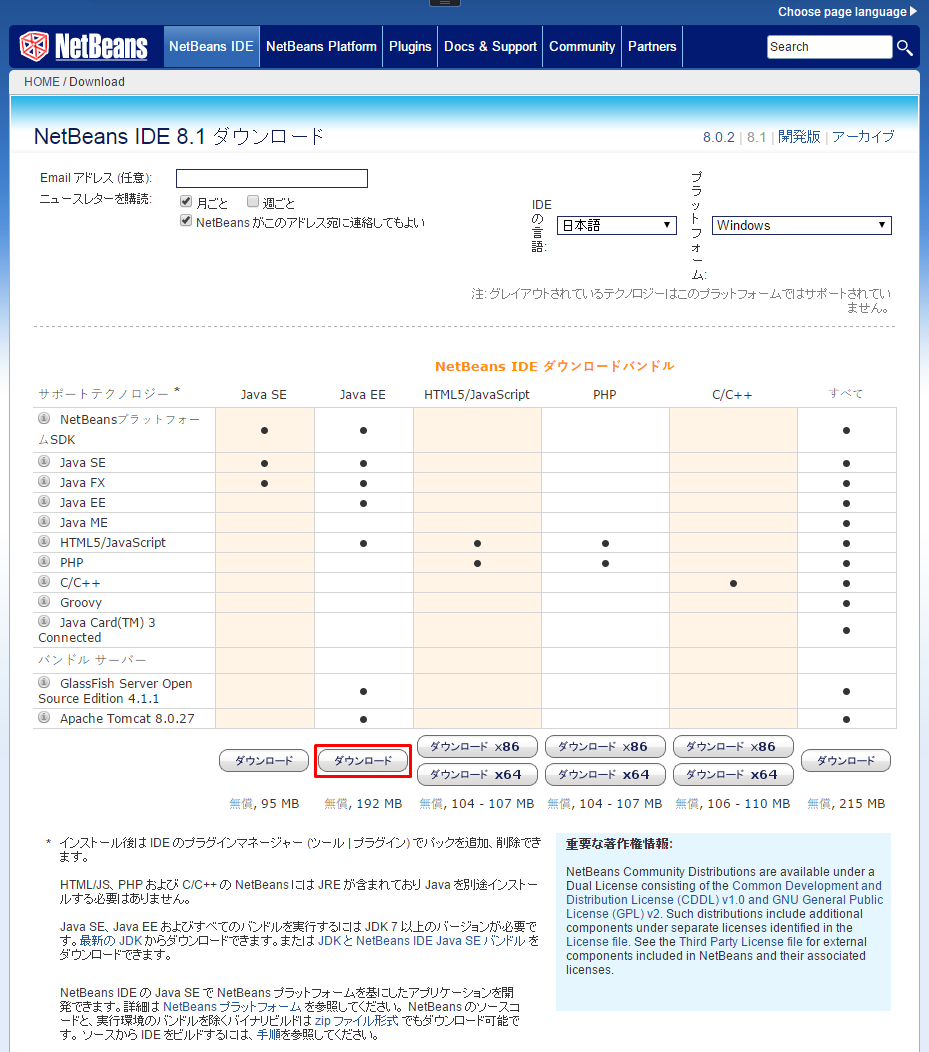 Choose page language
NetBeans
NetBeans IDE
NetBeans Platform
Plugins
Docs & Support
Community
Partners
Search
HOME / Download
NetBeans IDE 8.1 ダウンロード
8.0.2 | 8.1 | 開発版 | アーカイブ
Email アドレス (任意):
ニュースレターを購読:
月ごと 週ごと
NetBeans がこのアドレス宛に連絡してもよい
IDE
の
言
語:
日本語
プ
ラ
ッ
ト
フ
ォ
ー
ム:
Windows
注: グレイアウトされているテクノロジーはこのプラットフォームではサポートされてい
ません。
NetBeans IDE ダウンロードバンドル
サポートテクノロジー *
Java SE
Java EE
HTML5/JavaScript
PHP
C/C++
すべて
NetBeansプラットフォー
ムSDK
Java SE
Java FX
Java EE
Java ME
HTML5/JavaScript
PHP
C/C++
Groovy
Java Card(TM) 3
Connected
バンドル サーバー
GlassFish Server Open
Source Edition 4.1.1
Apache Tomcat 8.0.27
ダウンロード
ダウンロード
ダウンロード x86
ダウンロード x64
ダウンロード x86
ダウンロード x64
ダウンロード x86
ダウンロード x64
ダウンロード
無償, 95 MB
無償, 192 MB
無償, 104 - 107 MB
無償, 104 - 107 MB
無償, 106 - 110 MB
無償, 215 MB
* インストール後は IDE のプラグインマネージャー (ツール | プラグイン) でパックを追加、削除でき
ます。
HTML/JS、PHP および C/C++ の NetBeans には JRE が含まれており Java を別途インストー
ルする必要はありません。
Java SE、Java EE およびすべてのバンドルを実行するには JDK 7 以上のバージョンが必要で
す。最新の JDK からダウンロードできます。または JDK と NetBeans IDE Java SE バンドル を
ダウンロードできます。
NetBeans IDE の Java SE で NetBeans プラットフォームを基にしたアプリケーションを開
発できます。詳細は NetBeans プラットフォーム を参照してください。 NetBeans のソースコ
ードと、実行環境のバンドルを除くバイナリビルドは zip ファイル形式 でもダウンロード可能で
す。 ソースから IDE をビルドするには、手順を参照してください。
重要な著作権情報:
NetBeans Community Distributions are available under a
Dual License consisting of the Common Development and
Distribution License (CDDL) v1.0 and GNU General Public
License (GPL) v2. Such distributions include additional
components under separate licenses identified in the
License file. See the Third Party License file for external
components included in NetBeans and their associated
licenses.